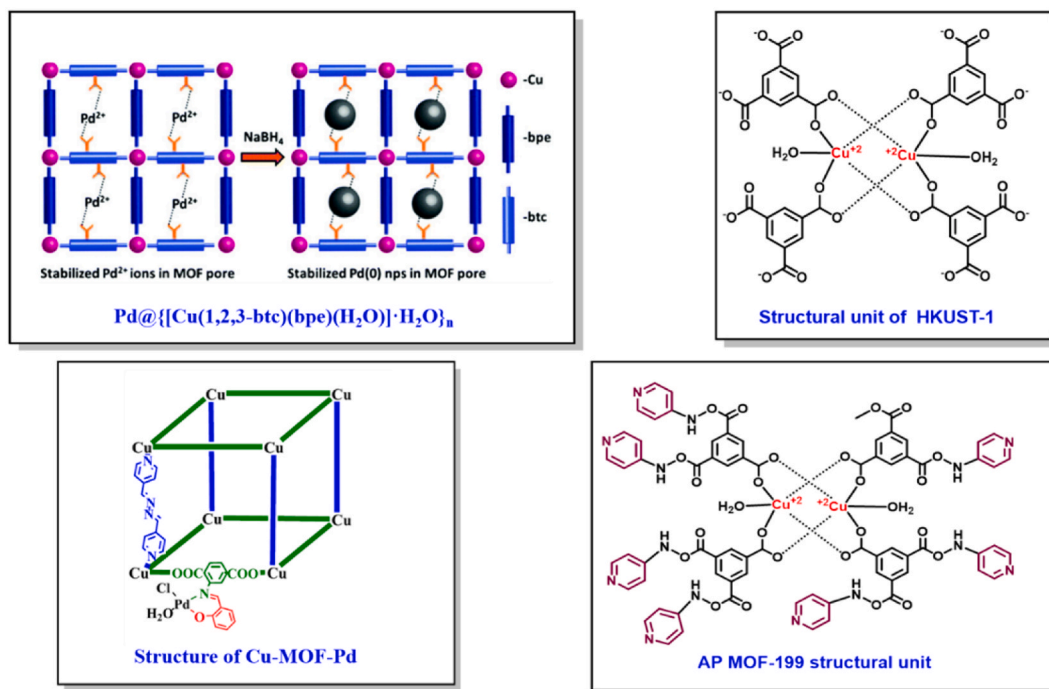 Pd²⁺ Pd²⁺
Pd²⁺ Pd²⁺
NaBH₄
-Cu
-bpe
-btc
Stabilized Pd²⁺ ions in MOF pore
Stabilized Pd(0) nps in MOF pore
Pd@{[Cu(1,2,3-btc)(bpe)(H₂O)]·H₂O}ₙ
⁻O O O O⁻
O O
⁻O O O O O⁻
O O
H₂O Cu⁺² ⁺²Cu OH₂
O O
O O O O O⁻
⁻O O⁻
⁻O O O O⁻
Structural unit of HKUST-1
Cu Cu
Cu Cu
N
N
N
N
Cu Cu
Cu OOC COO Cu
Cl N
Pd
H₂O O
Structure of Cu-MOF-Pd
N O O
N O O
H
N O O O O O N N
N O O H
H O O
H₂O Cu⁺² ⁺²Cu OH₂
H O O H
N O O O O O N
N O O N
HN O O N O O
N N H
AP MOF-199 structural unit